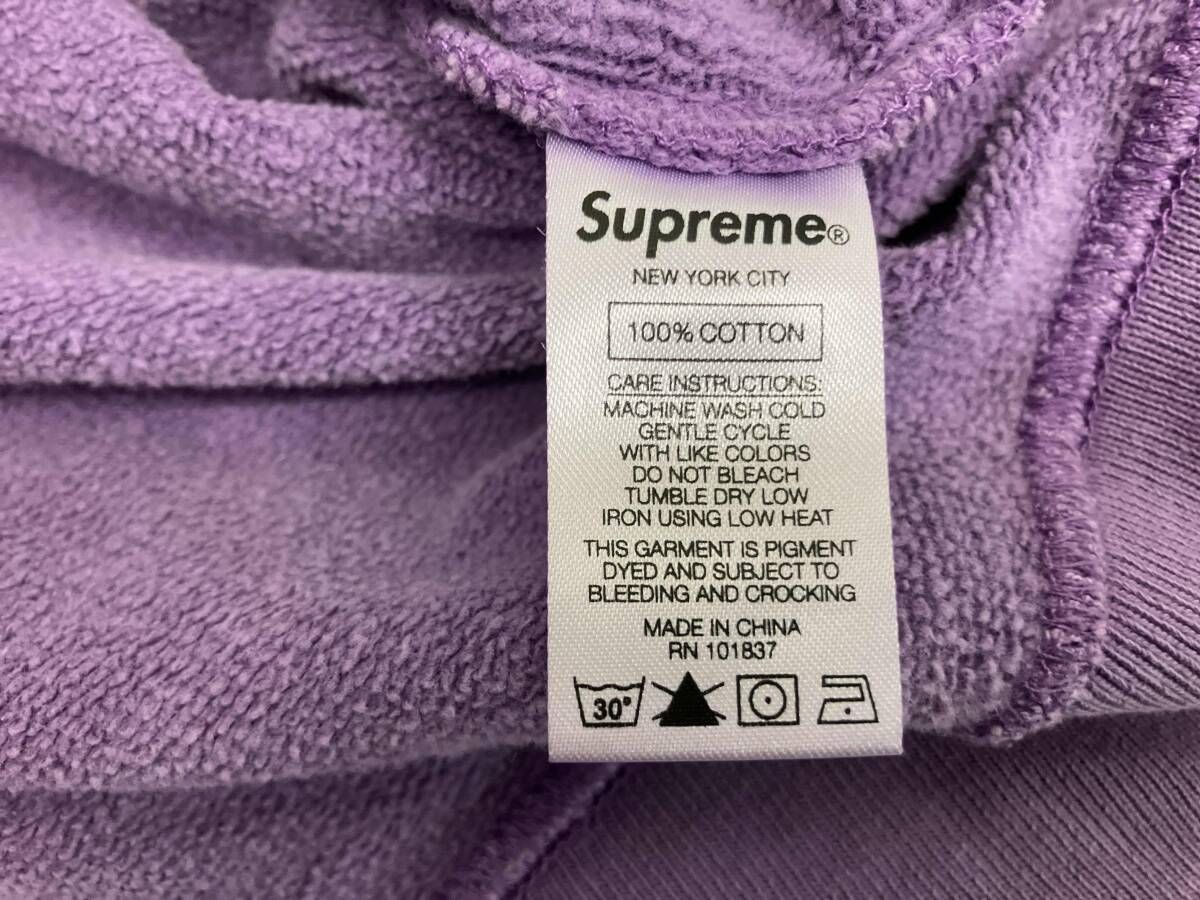 Supreme®
NEW YORK CITY
100% COTTON
CARE INSTRUCTIONS:
MACHINE WASH COLD
GENTLE CYCLE
WITH LIKE COLORS
DO NOT BLEACH
TUMBLE DRY LOW
IRON USING LOW HEAT
THIS GARMENT IS PIGMENT
DYED AND SUBJECT TO
BLEEDING AND CROCKING
MADE IN CHINA
RN 101837
30°